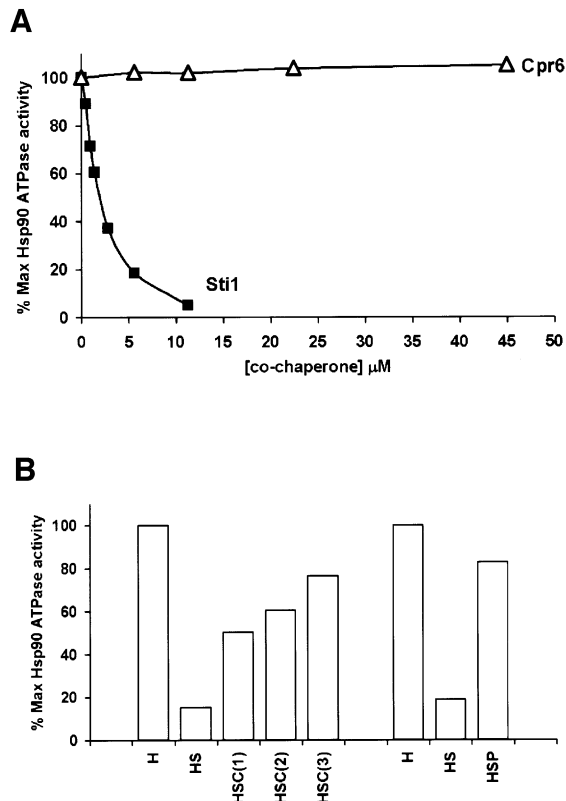 A
% Max Hsp90 ATPase activity
100
80
60
40
20
0
Cpr6
Sti1
0 5 10 15 20 25 30 35 40 45 50
[co-chaperone] µM
B
% Max Hsp90 ATPase activity
100
80
60
40
20
0
H
HS
HSC(1)
HSC(2)
HSC(3)
H
HS
HSP